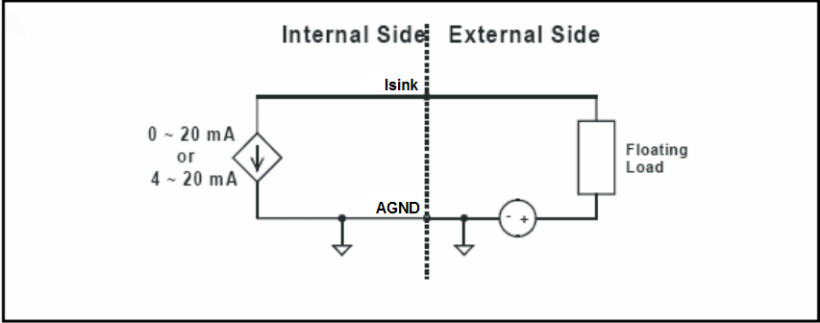 Internal Side
External Side
Isink
0 ~ 20 mA
or
4 ~ 20 mA
Floating
Load
AGND
- +